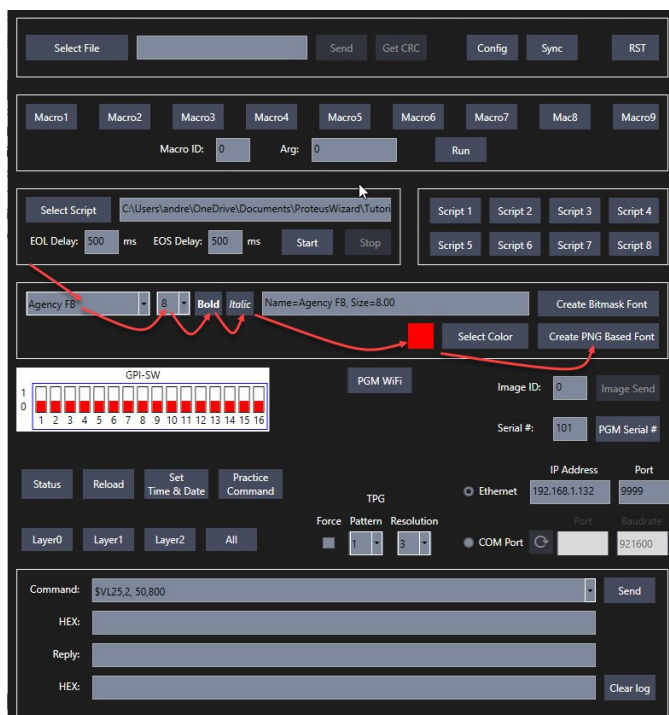 Select File Send Get CRC Config Sync RST
Macro1 Macro2 Macro3 Macro4 Macro5 Macro6 Macro7 Mac8 Macro9
Macro ID: 0 Arg: 0 Run
Select Script C:\Users\andre\OneDrive\Documents\ProteusWizard\Tutori
EOL Delay: 500 ms EOS Delay: 500 ms Start Stop
Script 1 Script 2 Script 3 Script 4
Script 5 Script 6 Script 7 Script 8
Agency FB 8 Bold Italic Name=Agency FB, Size=8.00 Create Bitmask Font
Select Color Create PNG Based Font
GPI-SW
1
0
1 2 3 4 5 6 7 8 9 10 11 12 13 14 15 16
PGM WiFi
Image ID: 0 Image Send
Serial #: 101 PGM Serial #
Status Reload Set Time & Date Practice Command
Layer0 Layer1 Layer2 All
TPG
Force Pattern Resolution
1 3
IP Address Port
Ethernet 192.168.1.132 9999
Port Baudrate
COM Port 921600
Command: $VL25,2, 50,800 Send
HEX:
Reply:
HEX: Clear log